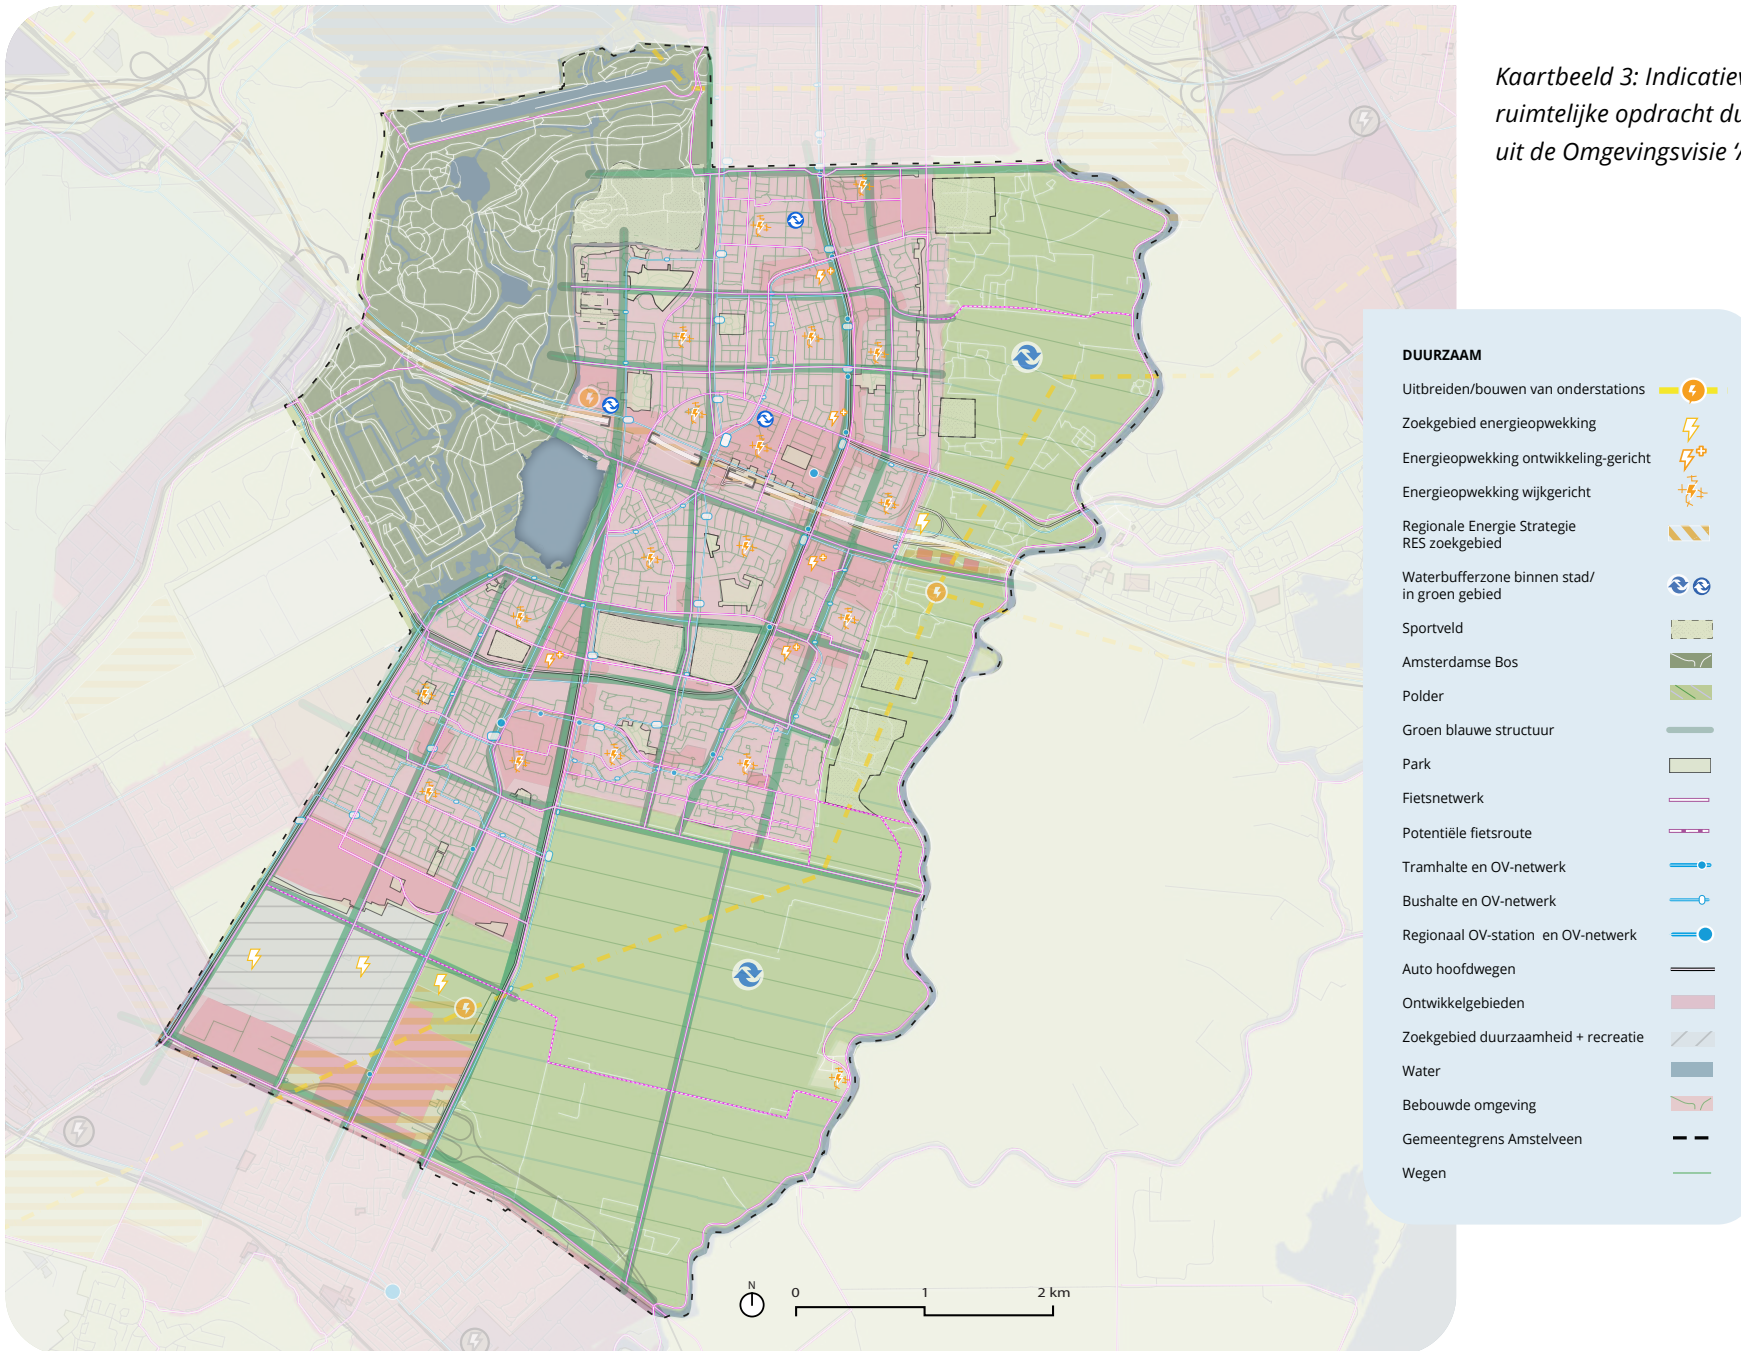 Kaartbeeld 3: Indicatiev
ruimtelijke opdracht du
uit de Omgevingsvisie ‘A
DUURZAAM
Uitbreiden/bouwen van onderstations
Zoekgebied energieopwekking
Energieopwekking ontwikkeling-gericht
Energieopwekking wijkgericht
Regionale Energie Strategie
RES zoekgebied
Waterbufferzone binnen stad/
in groen gebied
Sportveld
Amsterdamse Bos
Polder
Groen blauwe structuur
Park
Fietsnetwerk
Potentiële fietsroute
Tramhalte en OV-netwerk
Bushalte en OV-netwerk
Regionaal OV-station en OV-netwerk
Auto hoofdwegen
Ontwikkelgebieden
Zoekgebied duurzaamheid + recreatie
Water
Bebouwde omgeving
Gemeentegrens Amstelveen
Wegen
N
0 1 2 km